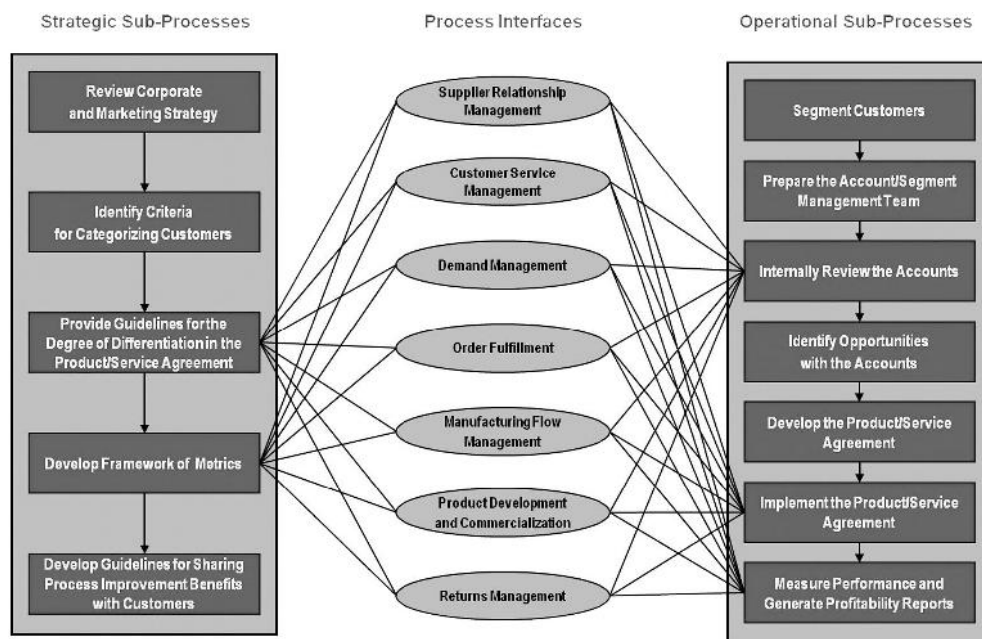 Strategic Sub-Processes
Process Interfaces
Operational Sub-Processes
Review Corporate
and Marketing Strategy
Identify Criteria
for Categorizing Customers
Provide Guidelines for the
Degree of Differentiation in the
Product/Service Agreement
Develop Framework of Metrics
Develop Guidelines for Sharing
Process Improvement Benefits
with Customers
Supplier Relationship
Management
Customer Service
Management
Demand Management
Order Fulfillment
Manufacturing Flow
Management
Product Development
and Commercialization
Returns Management
Segment Customers
Prepare the Account/Segment
Management Team
Internally Review the Accounts
Identify Opportunities
with the Accounts
Develop the Product/Service
Agreement
Implement the Product/Service
Agreement
Measure Performance and
Generate Profitability Reports